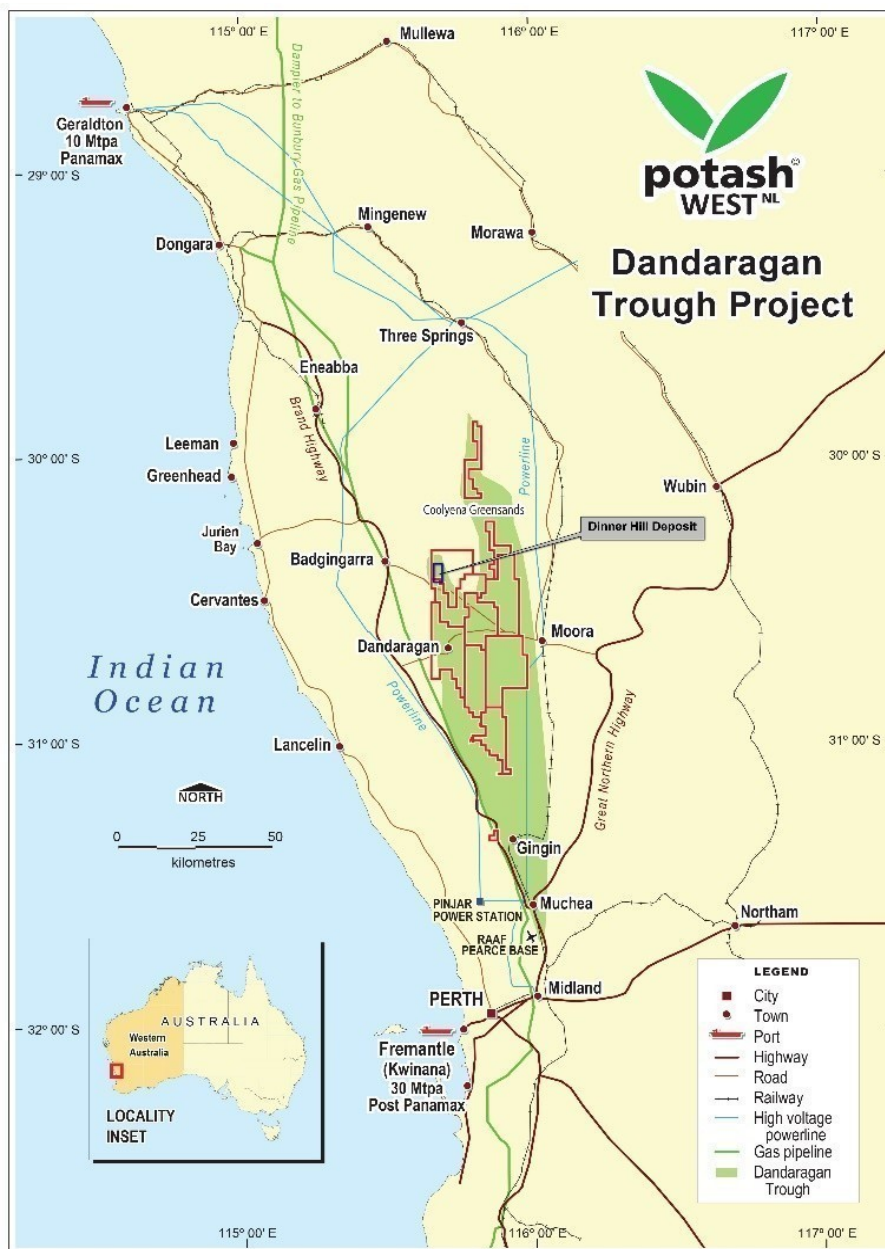 115° 00' E
116° 00' E
117° 00' E
Mullewa
Dampier to Bunbury Gas Pipeline
Geraldton
10 Mtpa
Panamax
potash©
WEST NL
29° 00' S
Mingenew
Morawa
Dongara
Dandaragan
Trough Project
Three Springs
Eneabba
Brand Highway
Leeman
30° 00' S
30° 00' S
Powerline
Greenhead
Wubin
Coolyena Greensands
Dinner Hill Deposit
Jurien
Bay
Badgingarra
Cervantes
Moora
Dandaragan
Indian
Ocean
Powerline
Great Northern Highway
Lancelin
31° 00' S
31° 00' S
NORTH
0
25
50
kilometres
Gingin
PINJAR
POWER STATION
Muchea
Northam
RAAF
PEARCE BASE
Midland
PERTH
32° 00' S
Fremantle
(Kwinana)
30 Mtpa
Post Panamax
AUSTRALIA
Western
Australia
LOCALITY
INSET
LEGEND
City
Town
Port
Highway
Road
Railway
High voltage
powerline
Gas pipeline
Dandaragan
Trough
115° 00' E
116° 00' E
117° 00' E